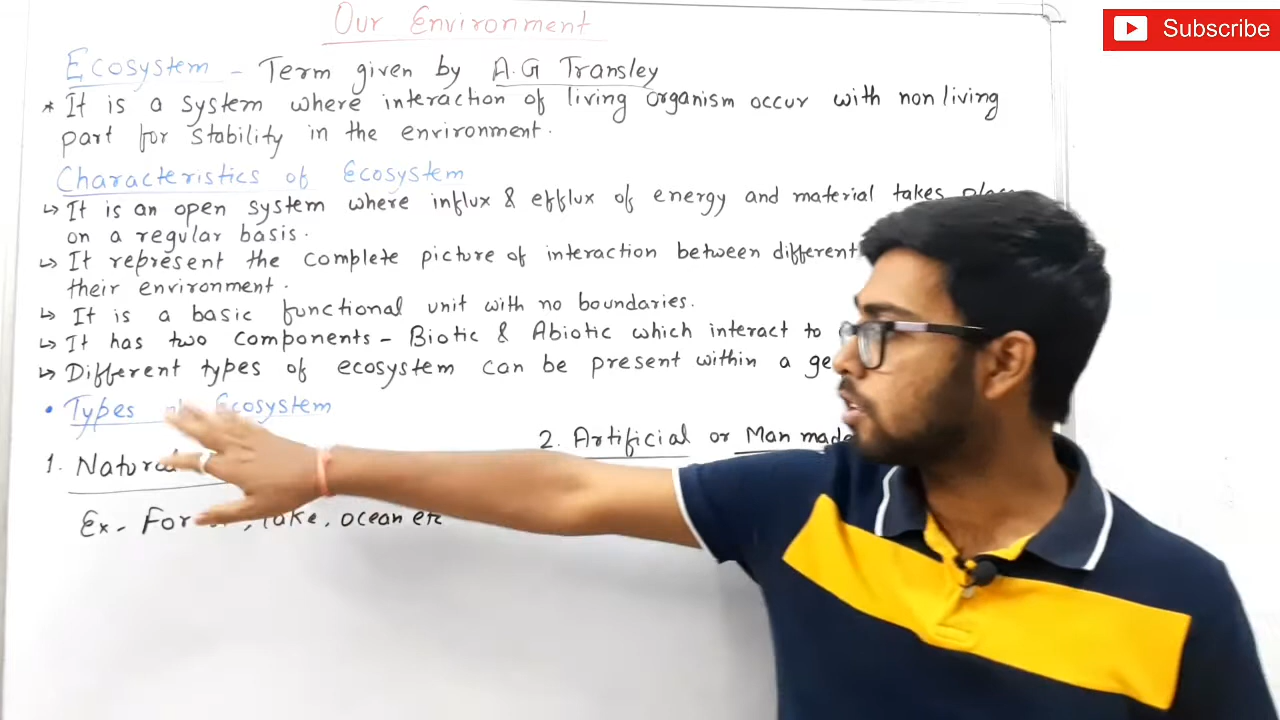 Our Environment
Subscribe
Ecosystem - Term given by A.G Transley
* It is a system where interaction of living organism occur with non living
part for stability in the environment.
Characteristics of Ecosystem
↳ It is an open system where influx & efflux of energy and material takes place
on a regular basis.
↳ It represent the complete picture of interaction between different
their environment.
↳ It is a basic functional unit with no boundaries.
↳ It has two components - Biotic & Abiotic which interact to
↳ Different types of ecosystem can be present within a
• Types Ecosystem
1. Natural
2. Artificial or Man made
Ex- Lake, ocean etc